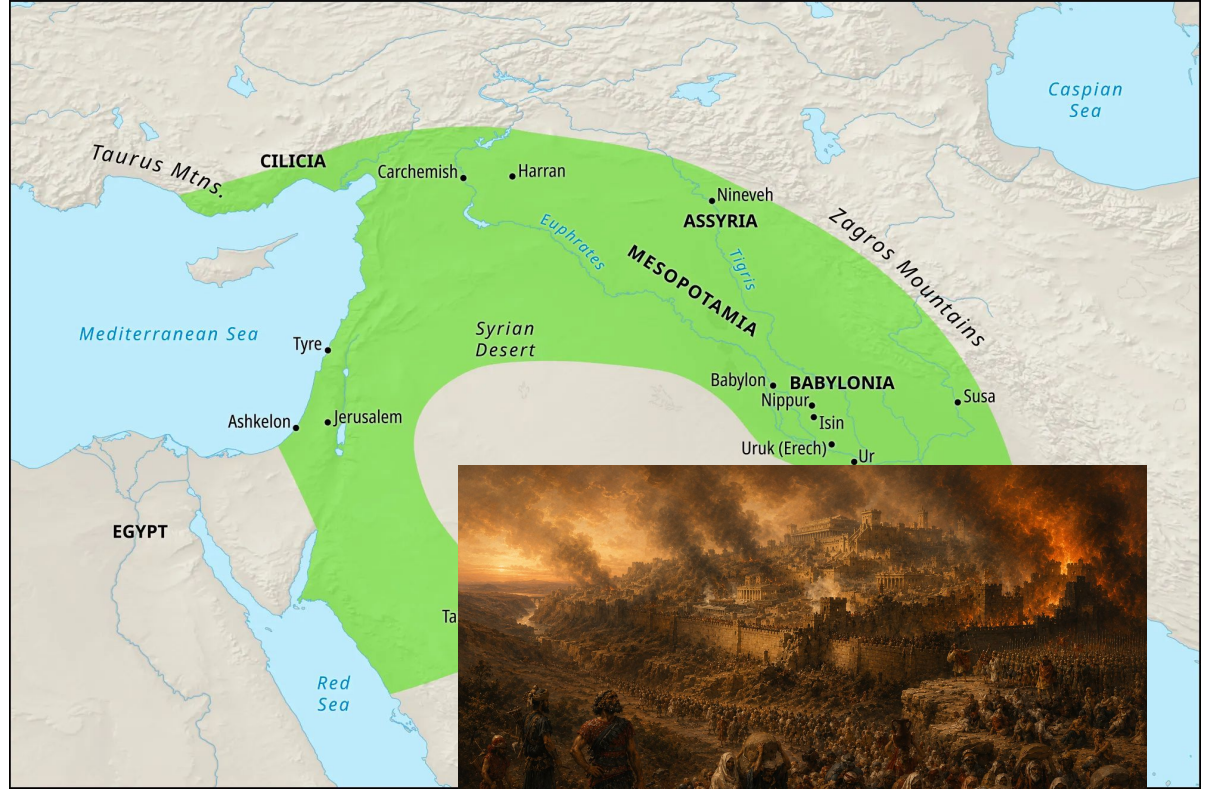 Caspian
Sea
Taurus Mtns.
CILICIA
Carchemish
Harran
Nineveh
ASSYRIA
Zagros Mountains
Euphrates
Tigris
MESOPOTAMIA
Mediterranean Sea
Syrian
Desert
Tyre
Babylon
BABYLONIA
Nippur
Susa
Ashkelon
Jerusalem
Isin
Uruk (Erech)
Ur
EGYPT
Ta
Red
Sea